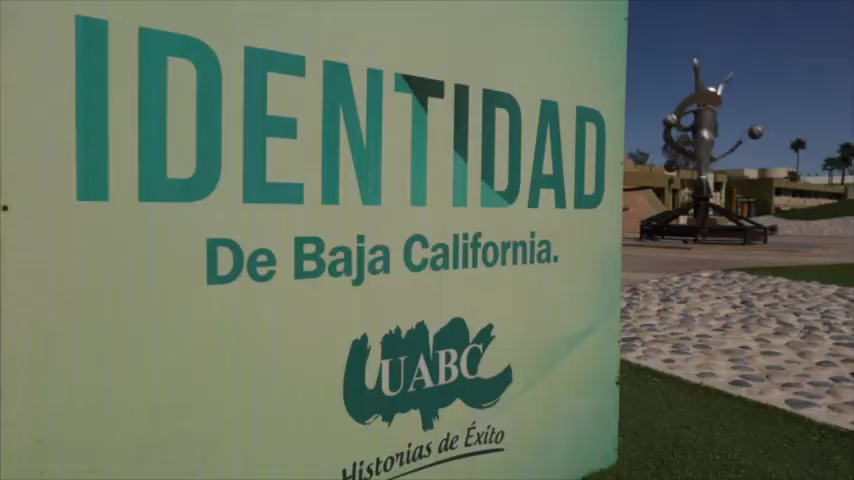 IDENTIDAD
De Baja California.
UABC
Historias de Éxito